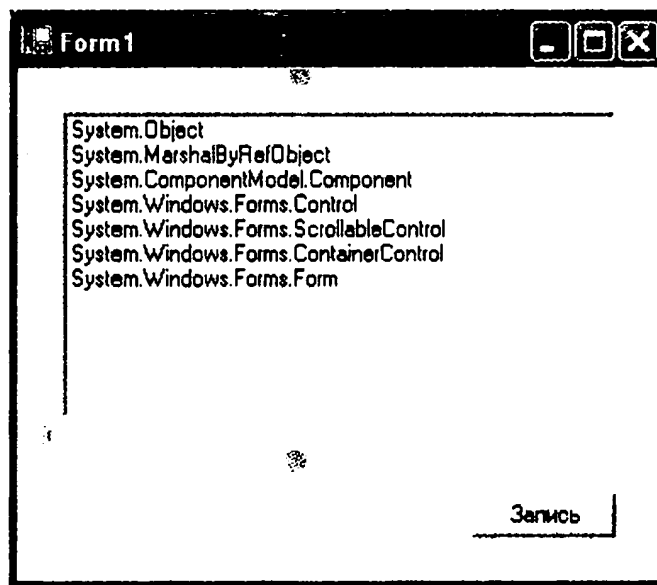 Form1
System.Object
System.MarshalByRefObject
System.ComponentModel.Component
System.Windows.Forms.Control
System.Windows.Forms.ScrollableControl
System.Windows.Forms.ContainerControl
System.Windows.Forms.Form
Запись